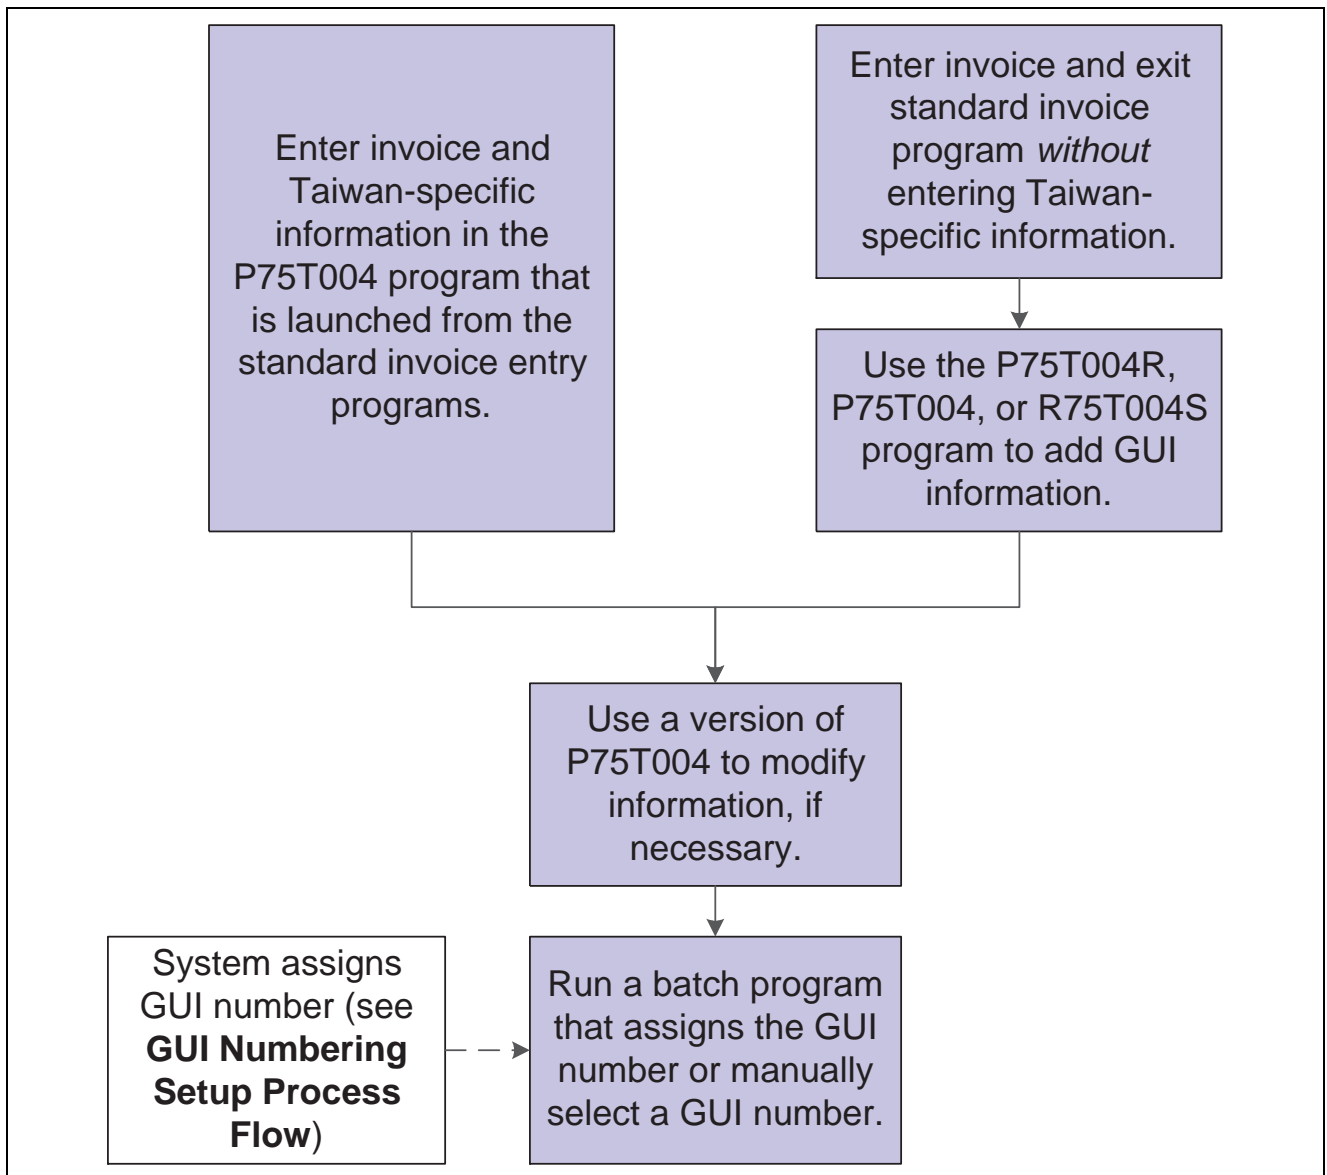 Enter invoice and
Taiwan-specific
information in the
P75T004 program that
is launched from the
standard invoice entry
programs.
Enter invoice and exit
standard invoice
program without
entering Taiwan-
specific information.
Use the P75T004R,
P75T004, or R75T004S
program to add GUI
information.
Use a version of
P75T004 to modify
information, if
necessary.
System assigns
GUI number (see
GUI Numbering
Setup Process
Flow)
Run a batch program
that assigns the GUI
number or manually
select a GUI number.